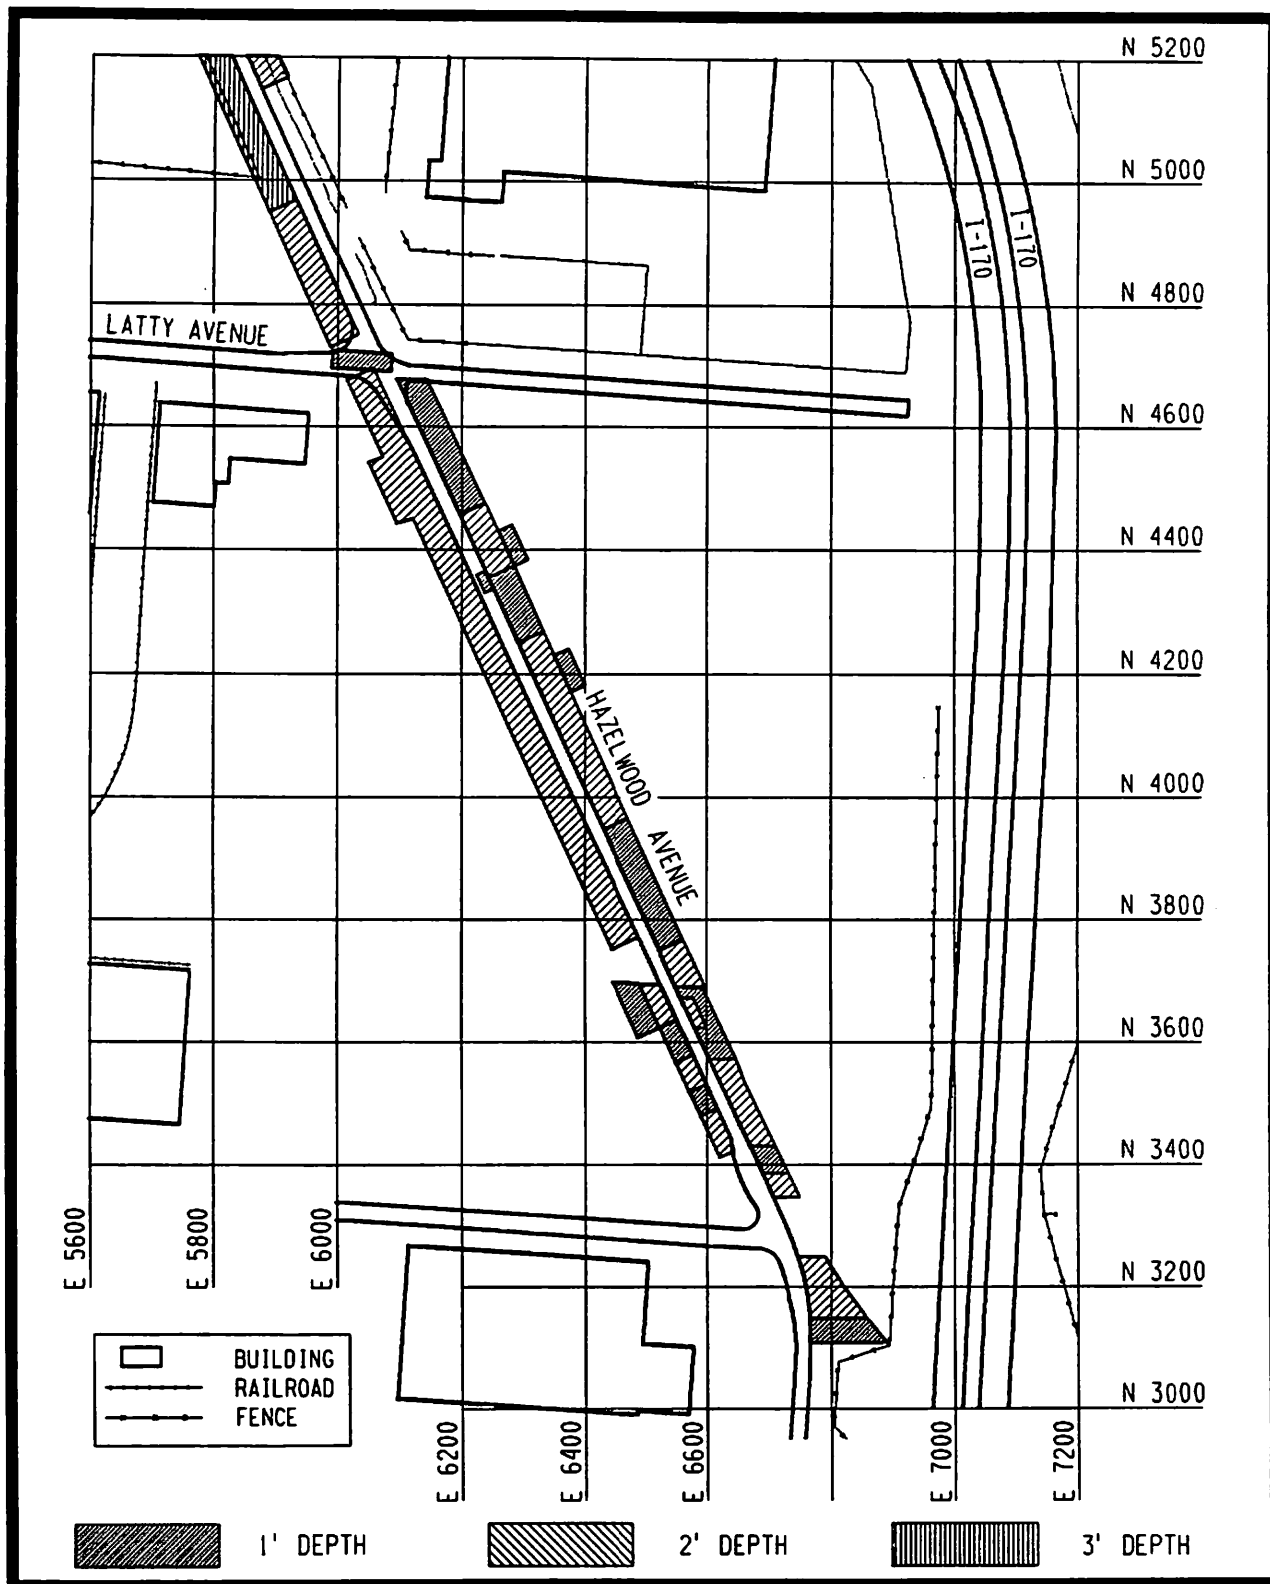 N 5200
N 5000
I-170
I-170
N 4800
LATTY AVENUE
N 4600
N 4400
N 4200
HAZELWOOD AVENUE
N 4000
N 3800
N 3600
N 3400
E 5600
E 5800
E 6000
N 3200
BUILDING
RAILROAD
FENCE
N 3000
E 6200
E 6400
E 6600
E 7000
E 7200
1' DEPTH
2' DEPTH
3' DEPTH